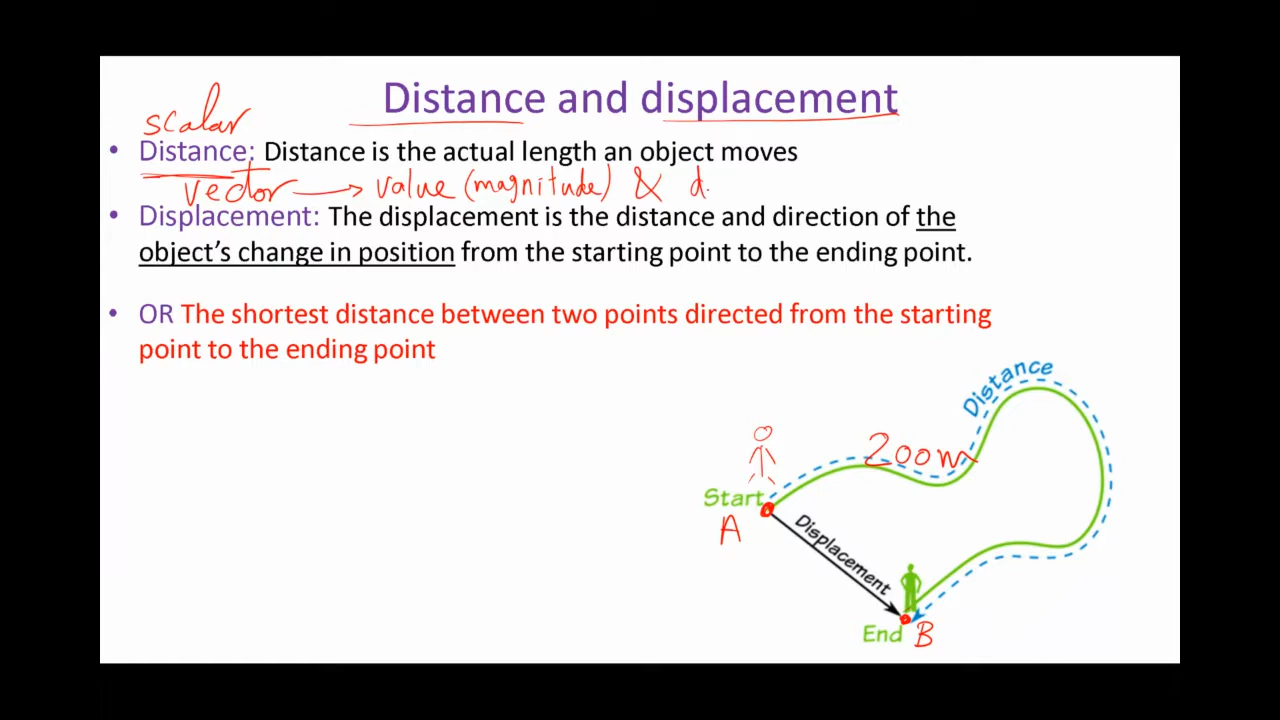 Distance and displacement
scalar
• Distance: Distance is the actual length an object moves
vector → value (magnitude) & d.
• Displacement: The displacement is the distance and direction of the
object's change in position from the starting point to the ending point.
• OR The shortest distance between two points directed from the starting
point to the ending point
Distance
200m
Start
A
Displacement
End B